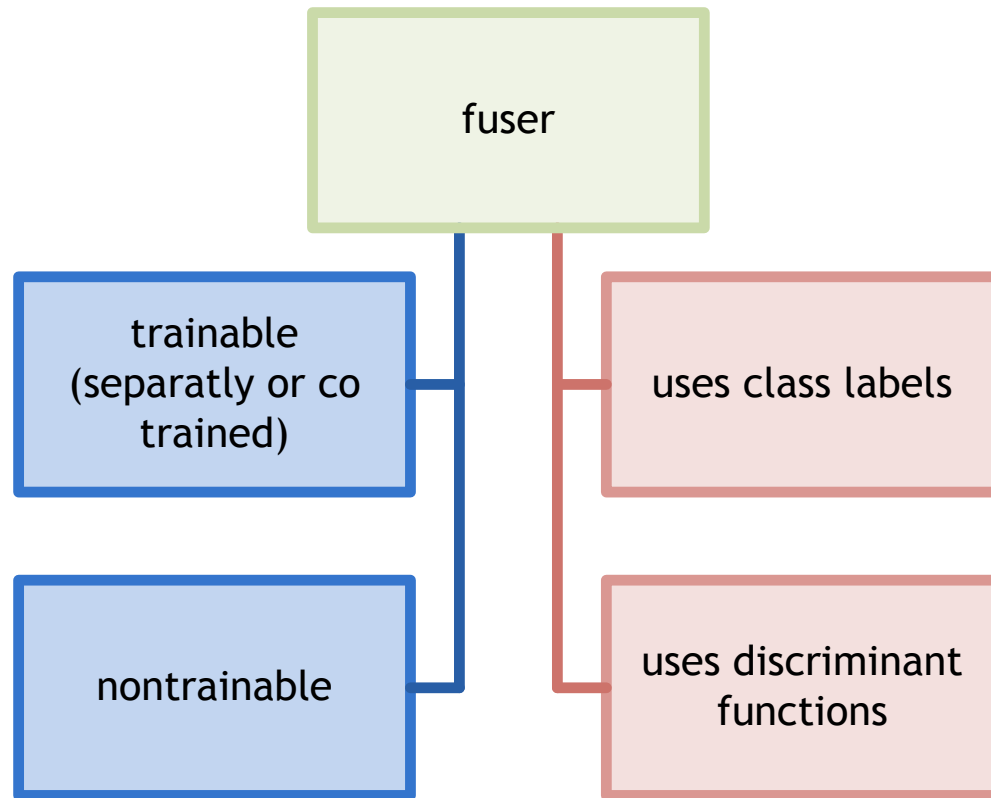 fuser
trainable
(separatly or co
trained)
uses class labels
nontrainable
uses discriminant
functions